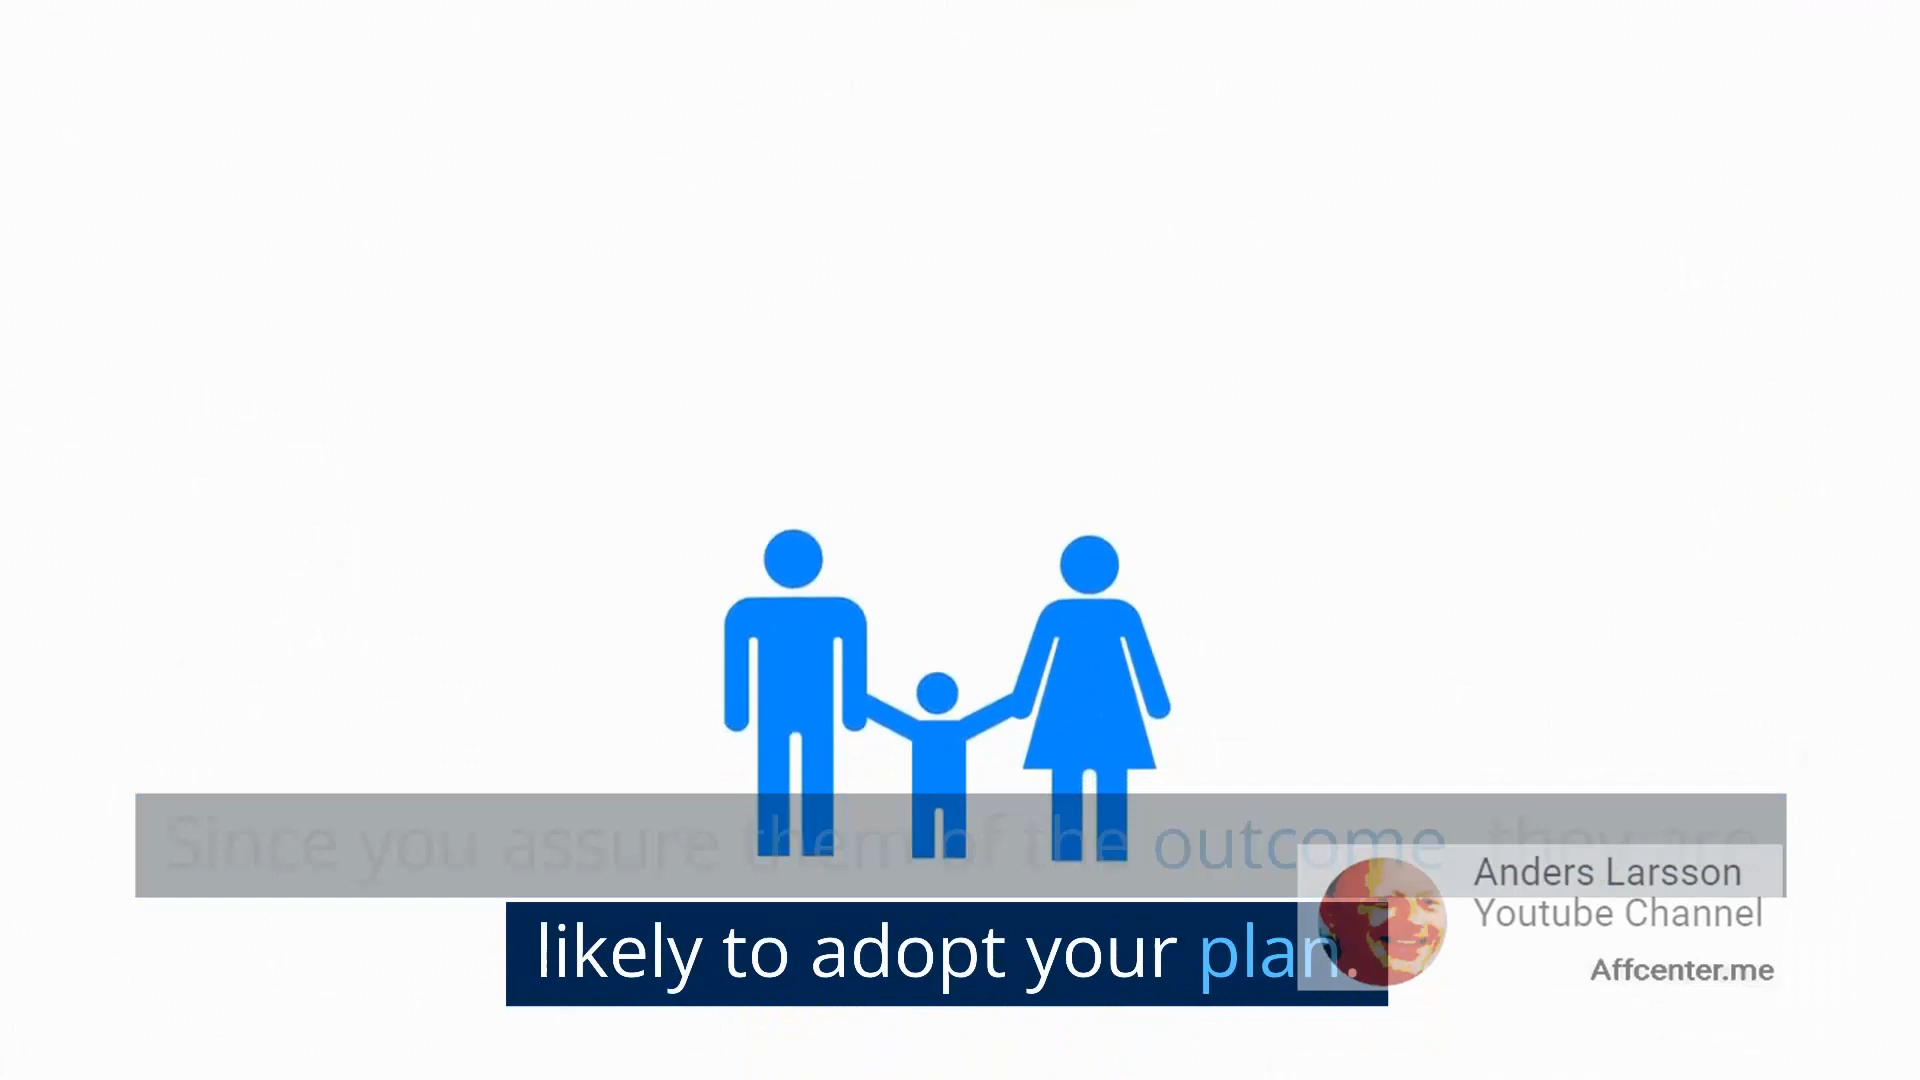 Since you assure them of the outcome, they are
likely to adopt your plan.
Anders Larsson
Youtube Channel
Affcenter.me